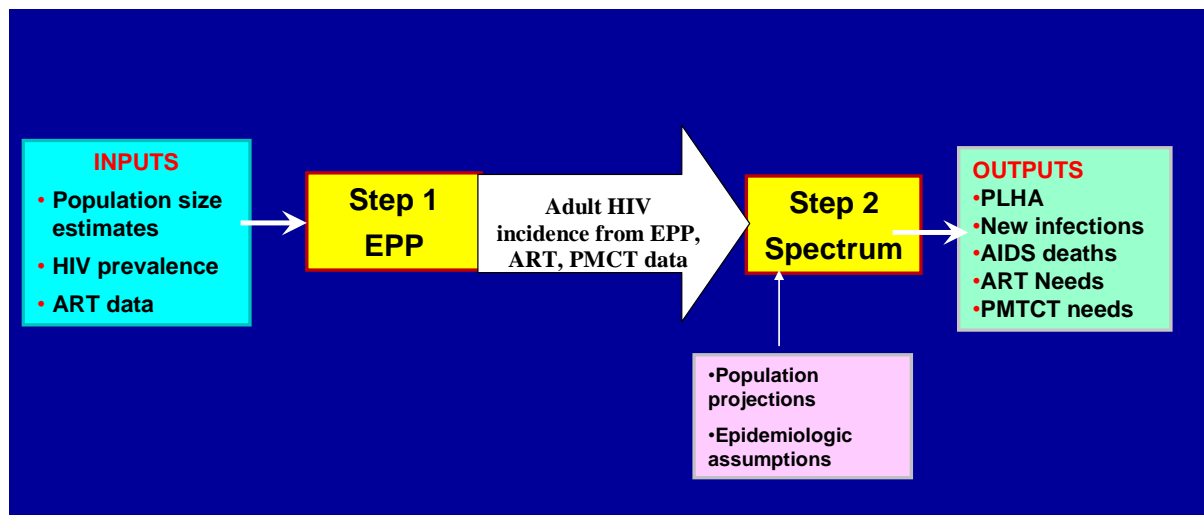 INPUTS
• Population size
estimates
• HIV prevalence
• ART data
Step 1
EPP
Adult HIV
incidence from EPP,
ART, PMCT data
Step 2
Spectrum
•Population
projections
•Epidemiologic
assumptions
OUTPUTS
•PLHA
•New infections
•AIDS deaths
•ART Needs
•PMTCT needs